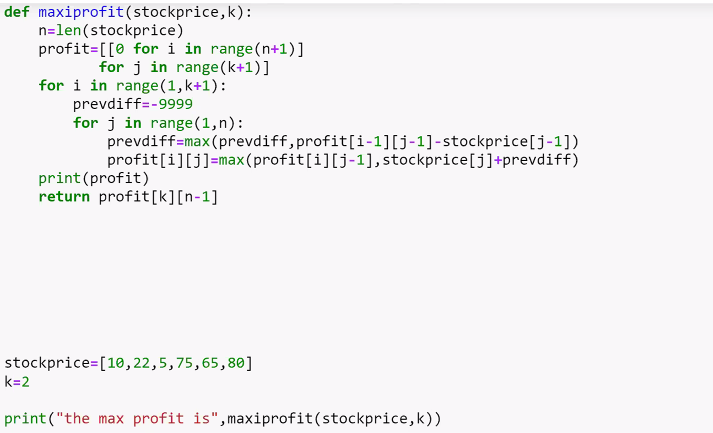 def maxiprofit(stockprice,k):
    n=len(stockprice)
    profit=[[0 for i in range(n+1)]
           for j in range(k+1)]
    for i in range(1,k+1):
        prevdiff=-9999
        for j in range(1,n):
            prevdiff=max(prevdiff,profit[i-1][j-1]-stockprice[j-1])
            profit[i][j]=max(profit[i][j-1],stockprice[j]+prevdiff)
    print(profit)
    return profit[k][n-1]
stockprice=[10,22,5,75,65,80]
k=2
print("the max profit is",maxiprofit(stockprice,k))